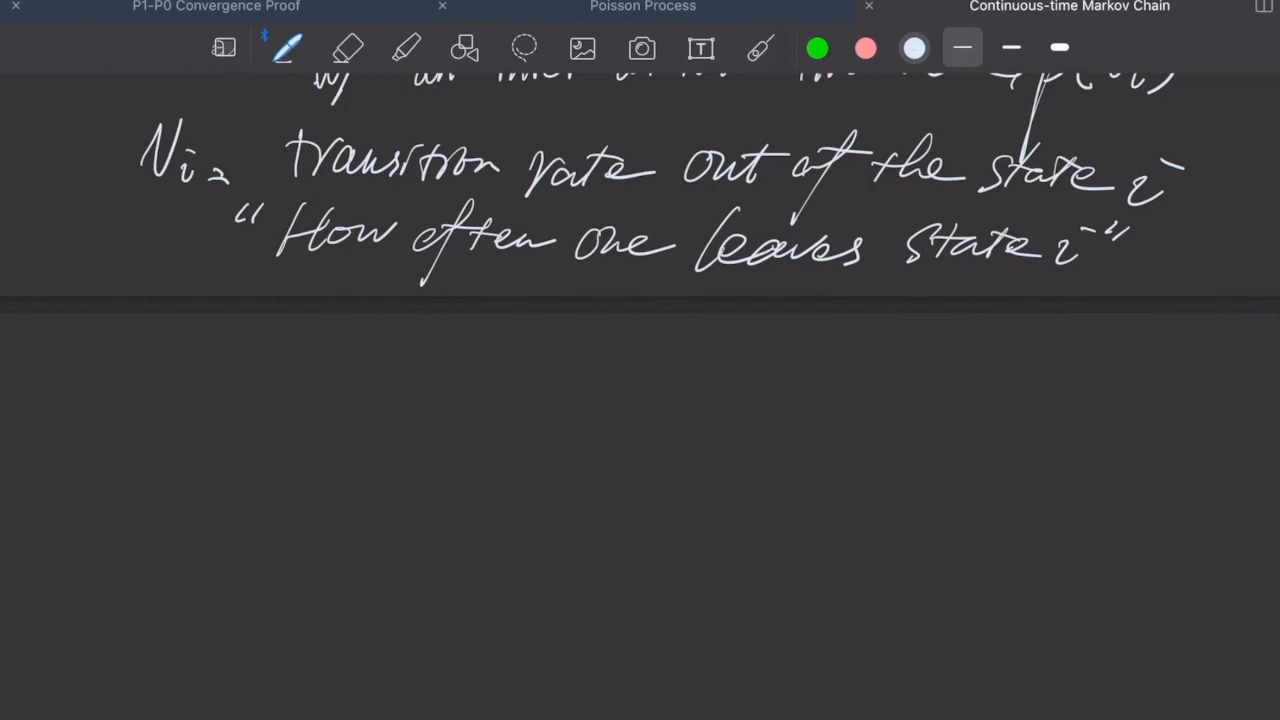 P1-P0 Convergence Proof Poisson Process Continuous-time Markov Chain
T
Vi = transition rate out of the state i
"How often one leaves state i"